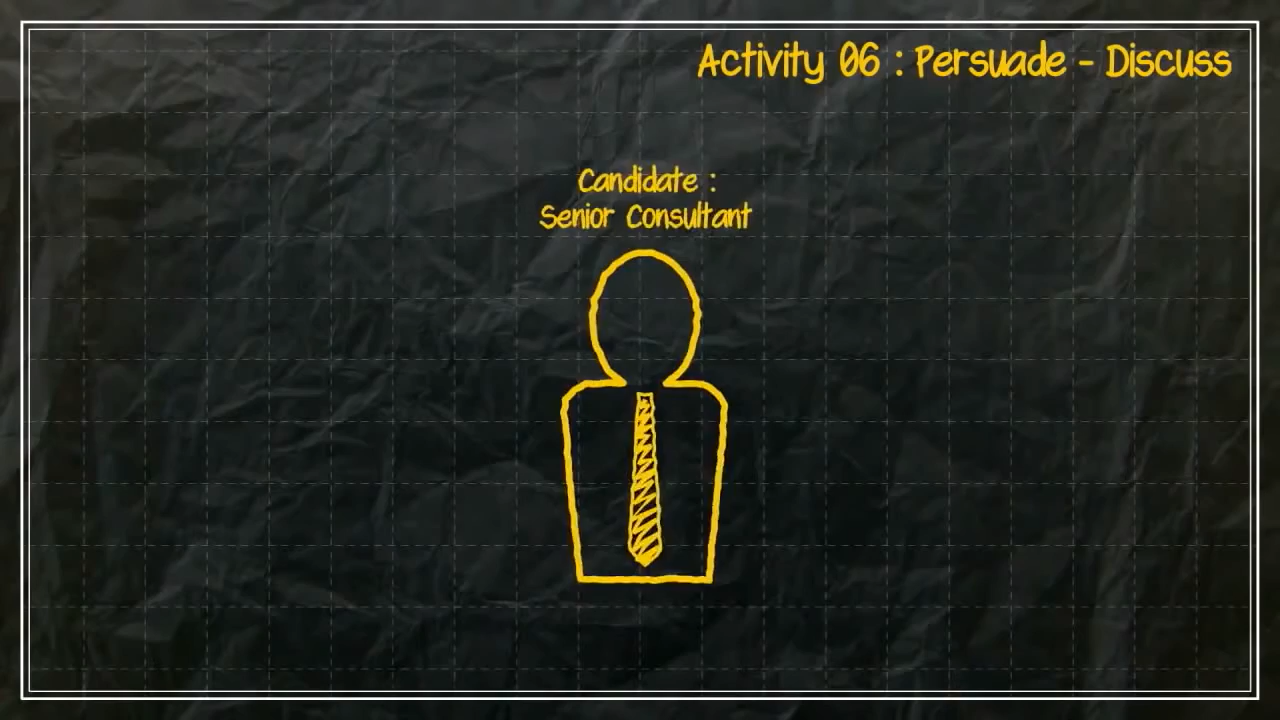 Activity 06 : Persuade - Discuss
Candidate :
Senior Consultant